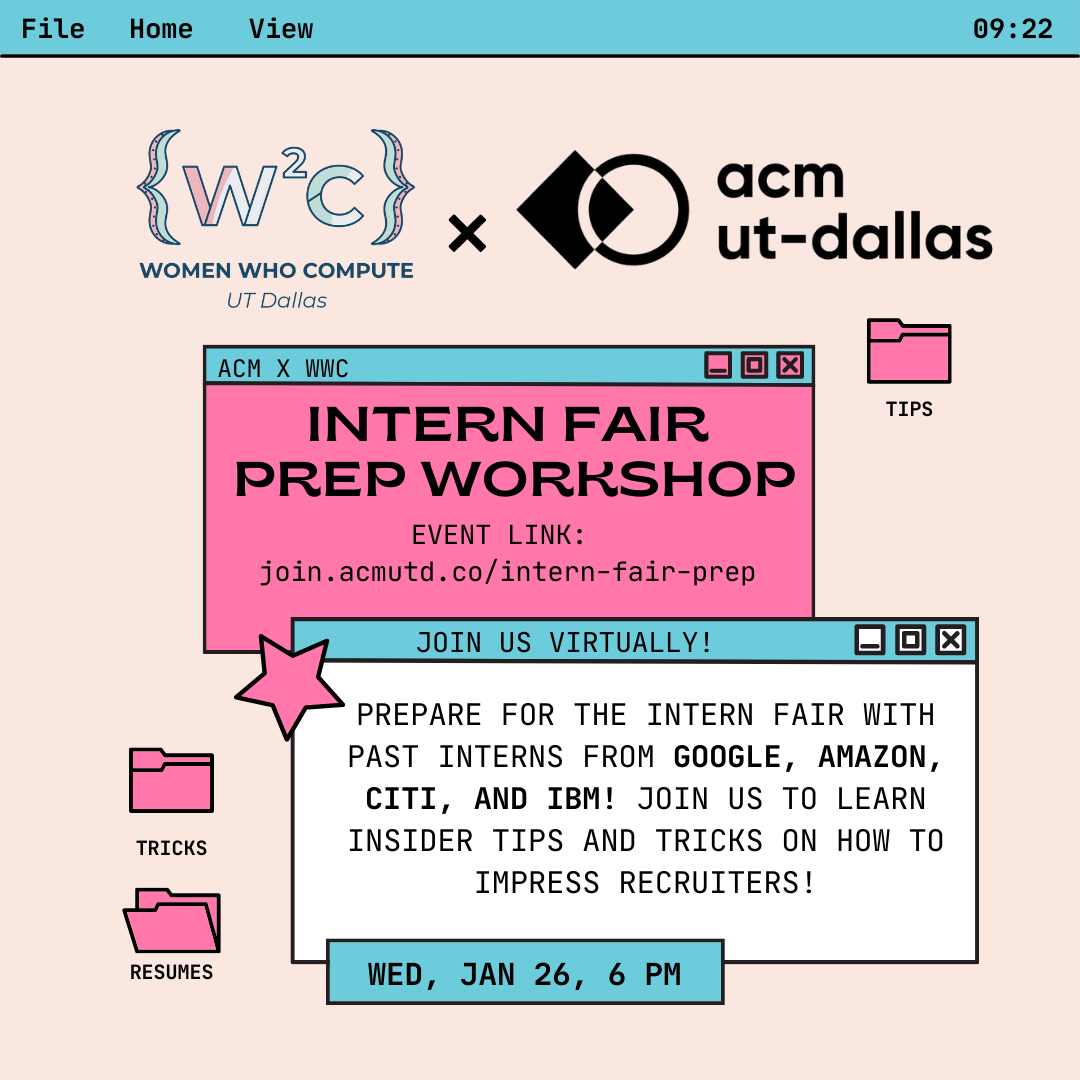 File Home View 09:22
W²C
WOMEN WHO COMPUTE
UT Dallas
×
acm
ut-dallas
TIPS
ACM X WWC
INTERN FAIR
PREP WORKSHOP
EVENT LINK:
join.acmutd.co/intern-fair-prep
JOIN US VIRTUALLY!
PREPARE FOR THE INTERN FAIR WITH
PAST INTERNS FROM GOOGLE, AMAZON,
CITI, AND IBM! JOIN US TO LEARN
INSIDER TIPS AND TRICKS ON HOW TO
IMPRESS RECRUITERS!
TRICKS
RESUMES
WED, JAN 26, 6 PM